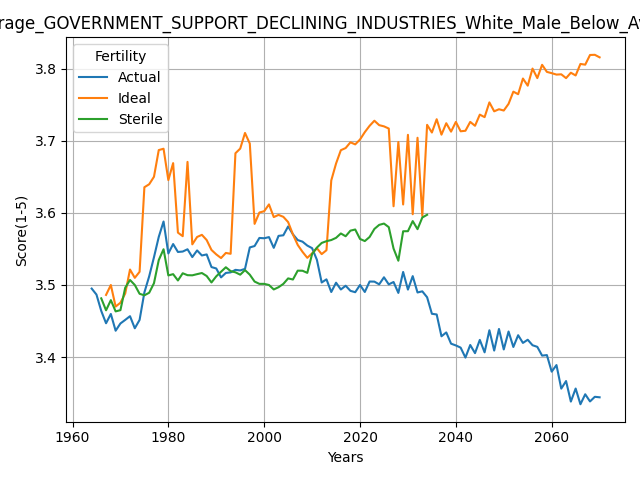 rage_GOVERNMENT_SUPPORT_DECLINING_INDUSTRIES_White_Male_Below_Av
Fertility
Actual
Ideal
Sterile
Score(1-5)
3.8
3.7
3.6
3.5
3.4
1960 1980 2000 2020 2040 2060
Years